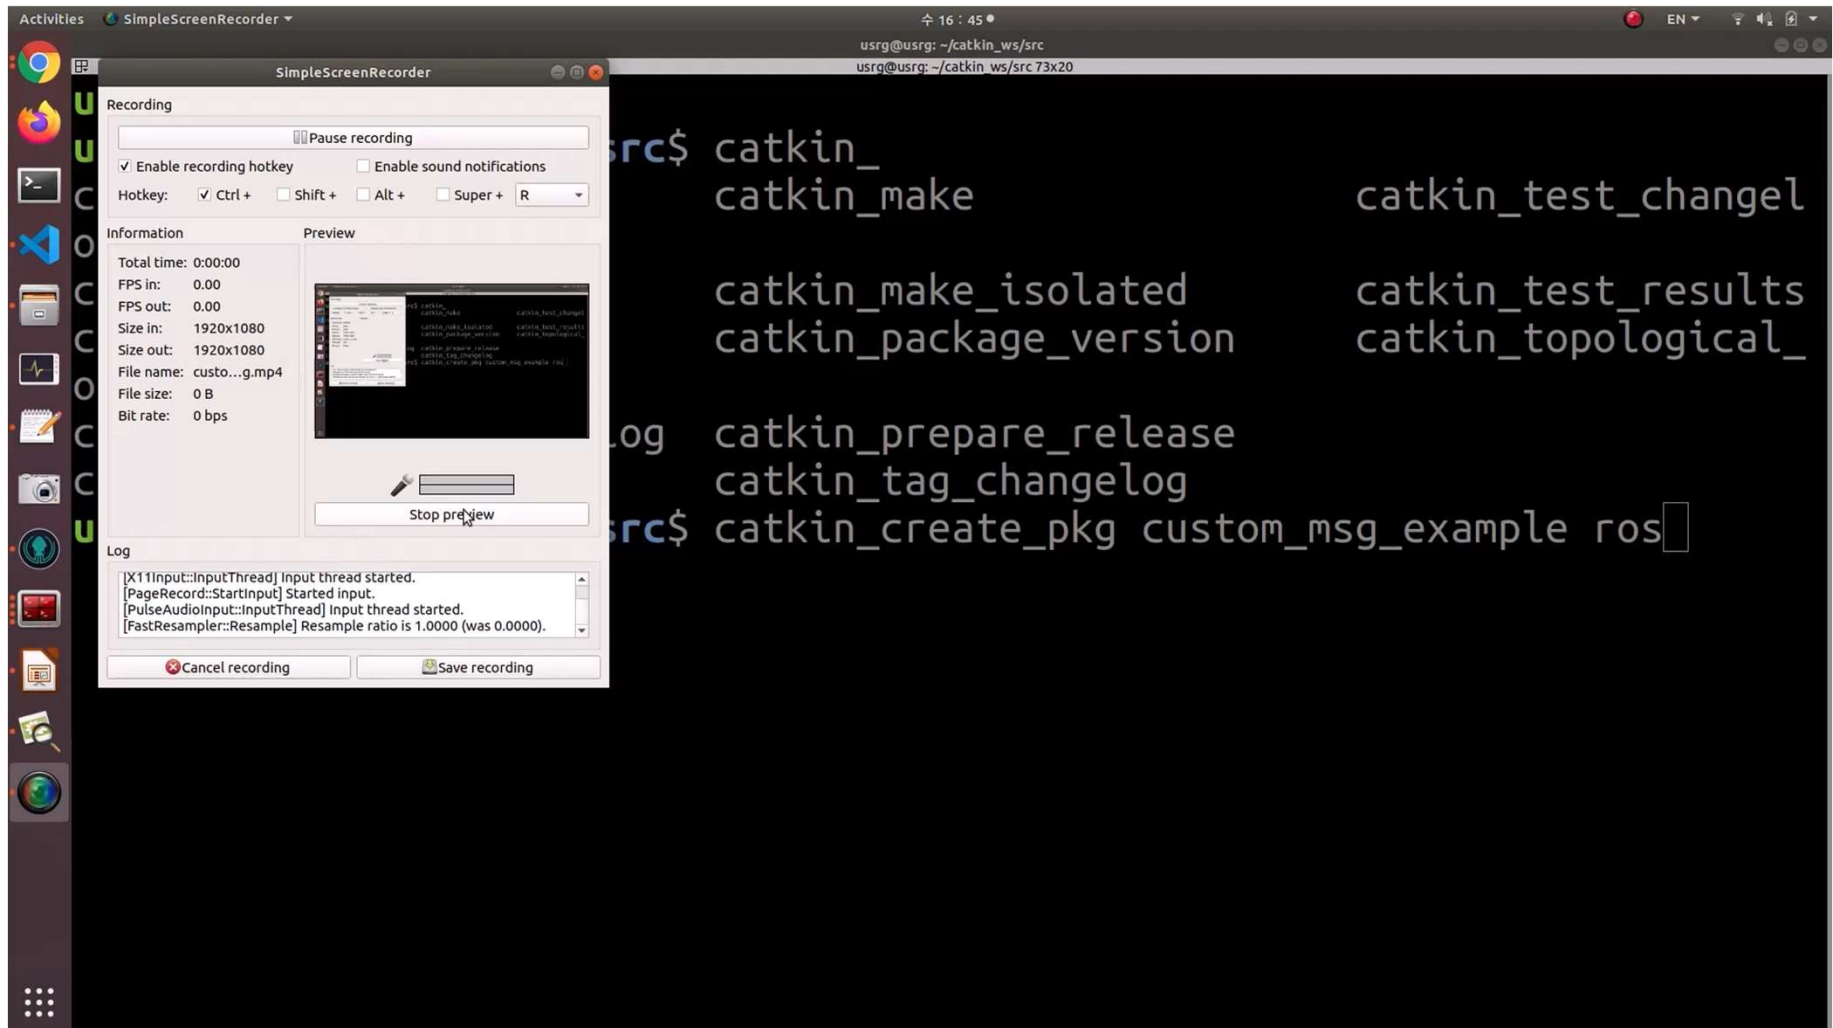 Activities SimpleScreenRecorder 수 16 : 45 EN
usrg@usrg: ~/catkin_ws/src
usrg@usrg: ~/catkin_ws/src 73x20
SimpleScreenRecorder
Recording
Pause recording
Enable recording hotkey Enable sound notifications
Hotkey: Ctrl + Shift + Alt + Super + R
Information
Total time: 0:00:00
FPS in: 0.00
FPS out: 0.00
Size in: 1920x1080
Size out: 1920x1080
File name: custo...g.mp4
File size: 0 B
Bit rate: 0 bps
Preview
Stop preview
Log
[X11Input::InputThread] Input thread started.
[PageRecord::StartInput] Started input.
[PulseAudioInput::InputThread] Input thread started.
[FastResampler::Resample] Resample ratio is 1.0000 (was 0.0000).
Cancel recording Save recording
u
u src$ catkin_
c catkin_make catkin_test_changel
o
c catkin_make_isolated catkin_test_results
c catkin_package_version catkin_topological_
o
c log catkin_prepare_release
c catkin_tag_changelog
u src$ catkin_create_pkg custom_msg_example ros